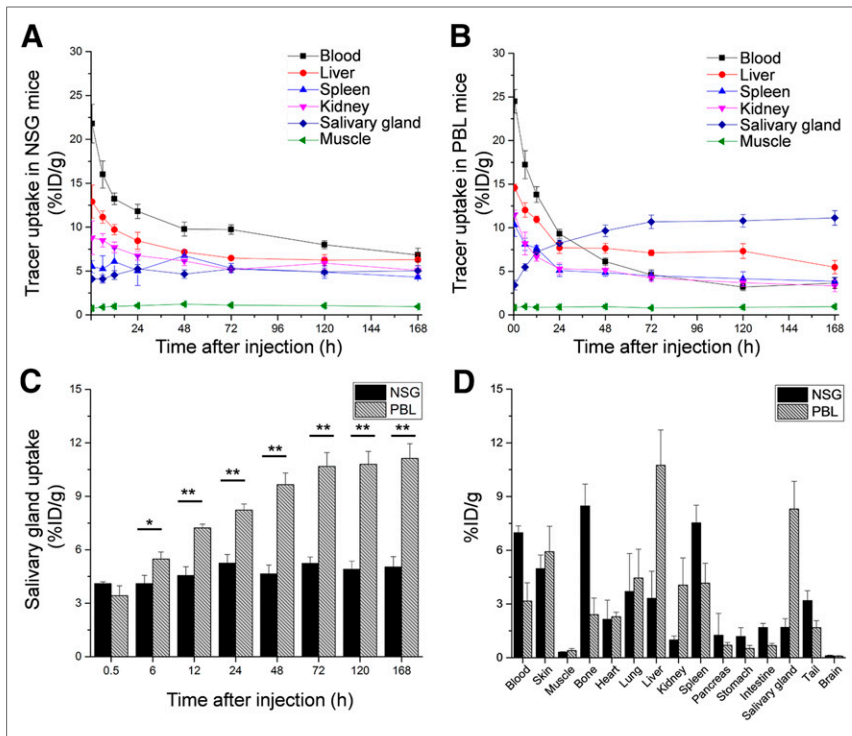 A
Tracer uptake in NSG mice
(%ID/g)
30
25
20
15
10
5
0
Blood
Liver
Spleen
Kidney
Salivary gland
Muscle
24 48 72 96 120 144 168
Time after injection (h)
B
Tracer uptake in PBL mice
(%ID/g)
30
25
20
15
10
5
0
Blood
Liver
Spleen
Kidney
Salivary gland
Muscle
00 24 48 72 96 120 144 168
Time after injection (h)
C
Salivary gland uptake
(%ID/g)
15
12
9
6
3
0
NSG
PBL
* ** ** ** ** ** **
0.5 6 12 24 48 72 120 168
Time after injection (h)
D
%ID/g
15
12
9
6
3
0
NSG
PBL
Blood
Skin
Muscle
Bone
Heart
Lung
Liver
Kidney
Spleen
Pancreas
Stomach
Intestine
Salivary gland
Tail
Brain